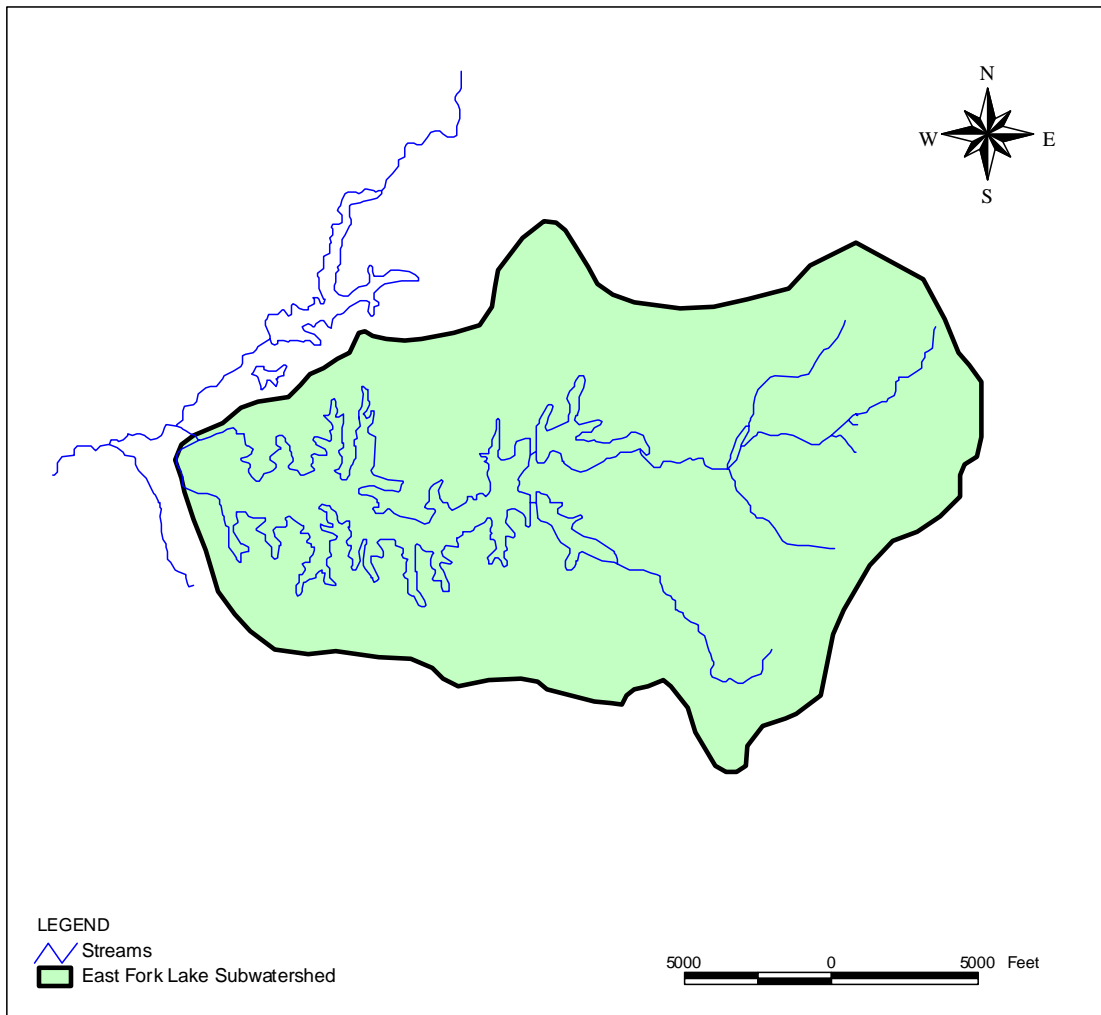 N
W E
S
LEGEND
Streams
East Fork Lake Subwatershed
5000 0 5000 Feet